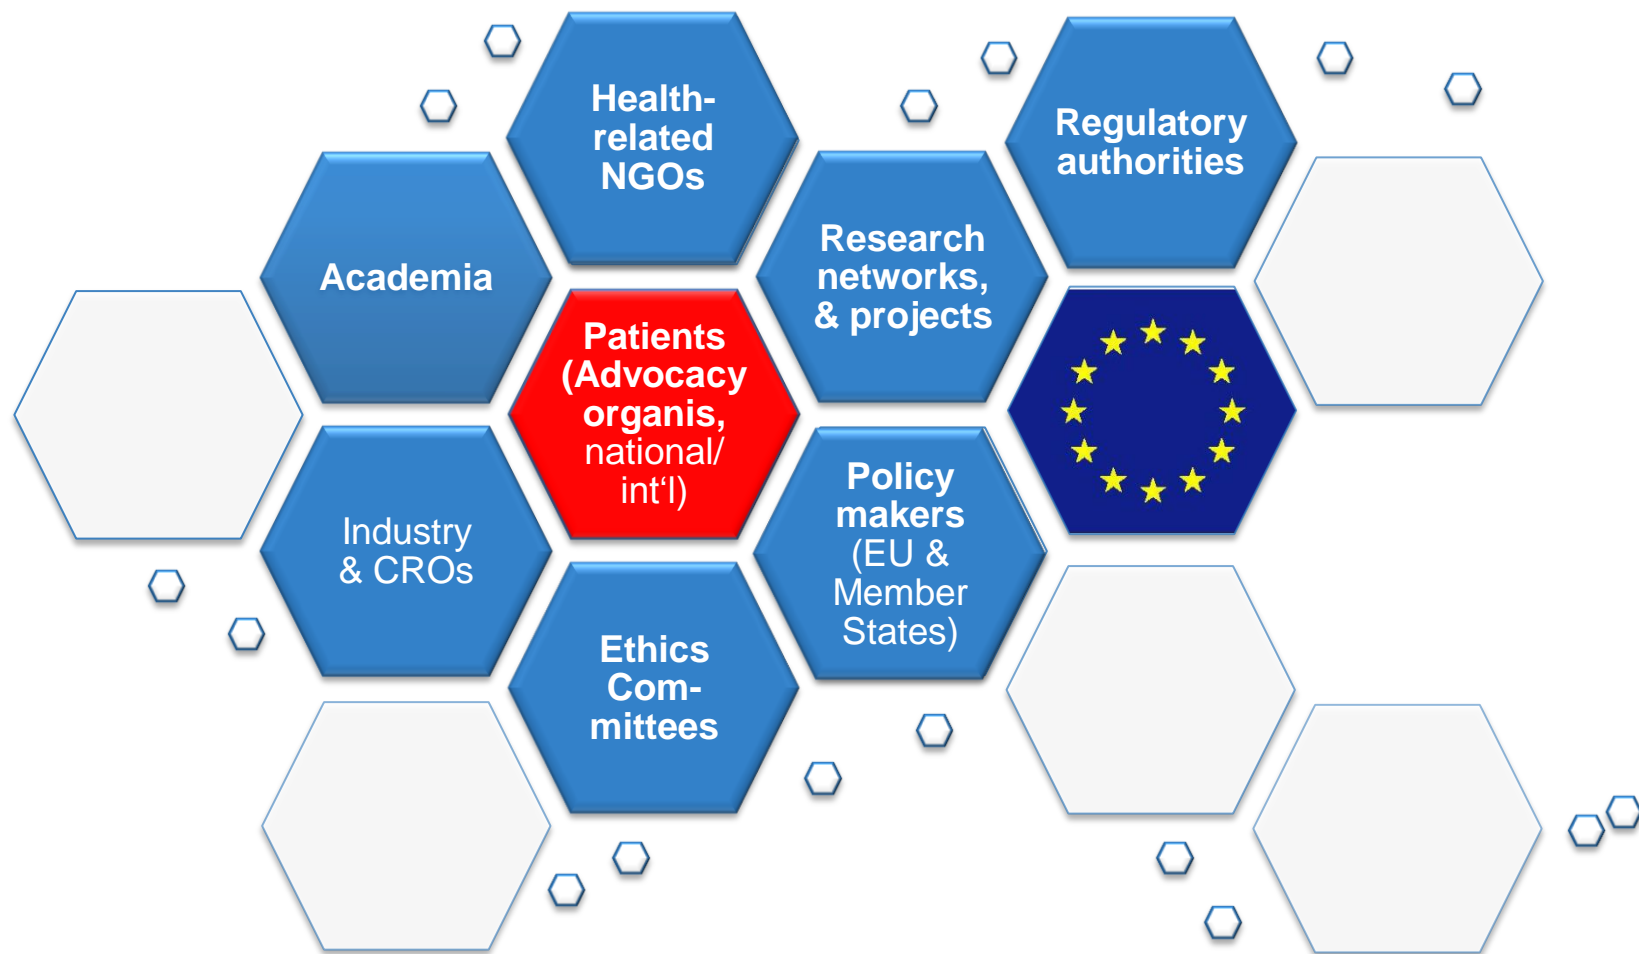 Health-
related
NGOs
Regulatory
authorities
Academia
Research
networks,
& projects
Patients
(Advocacy
organis,
national/
int‘l)
Industry
& CROs
Policy
makers
(EU &
Member
States)
Ethics
Com-
mittees